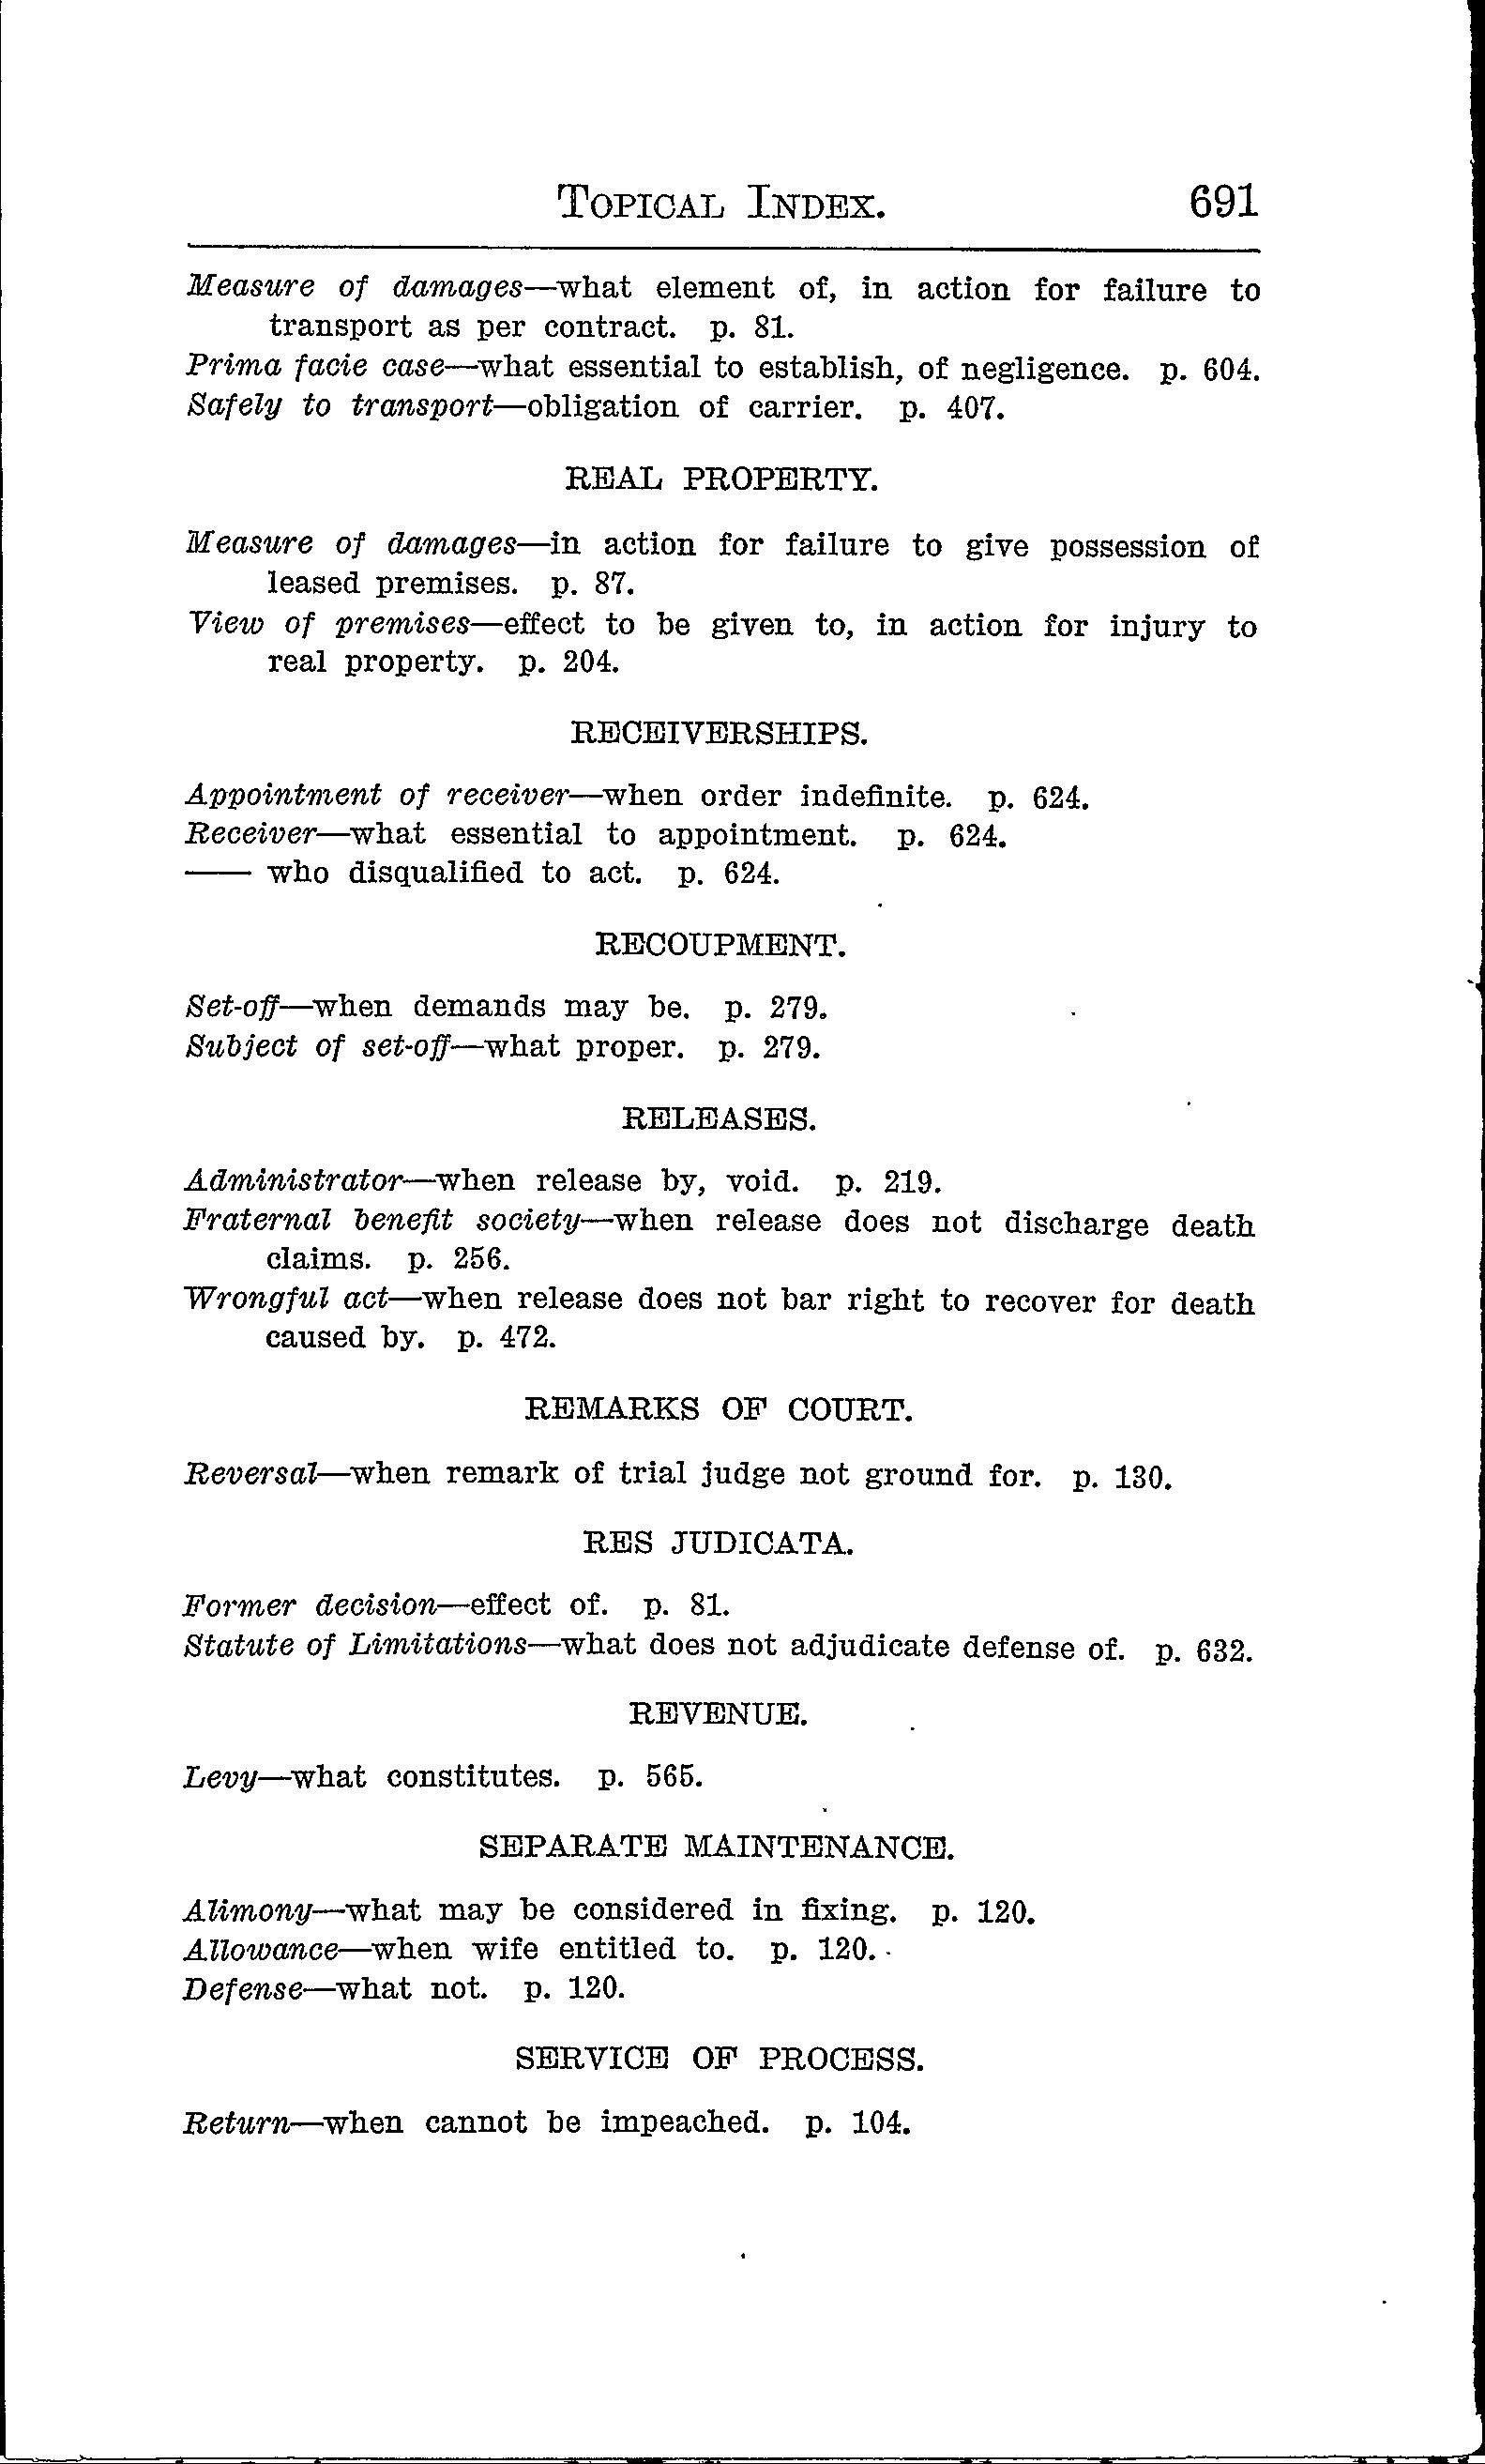 TOPICAL INDEX. 691
Measure of damages—what element of, in action for failure to
transport as per contract. p. 81.
Prima facie case—what essential to establish, of negligence. p. 604.
Safely to transport—obligation of carrier. p. 407.
REAL PROPERTY.
Measure of damages—in action for failure to give possession of
leased premises. p. 87.
View of premises—effect to be given to, in action for injury to
real property. p. 204.
RECEIVERSHIPS.
Appointment of receiver—when order indefinite. p. 624.
Receiver—what essential to appointment. p. 624.
—— who disqualified to act. p. 624.
RECOUPMENT.
Set-off—when demands may be. p. 279.
Subject of set-off—what proper. p. 279.
RELEASES.
Administrator—when release by, void. p. 219.
Fraternal benefit society—when release does not discharge death
claims. p. 256.
Wrongful act—when release does not bar right to recover for death
caused by. p. 472.
REMARKS OF COURT.
Reversal—when remark of trial judge not ground for. p. 130.
RES JUDICATA.
Former decision—effect of. p. 81.
Statute of Limitations—what does not adjudicate defense of. p. 632.
REVENUE.
Levy—what constitutes. p. 565.
SEPARATE MAINTENANCE.
Alimony—what may be considered in fixing. p. 120.
Allowance—when wife entitled to. p. 120.
Defense—what not. p. 120.
SERVICE OF PROCESS.
Return—when cannot be impeached. p. 104.